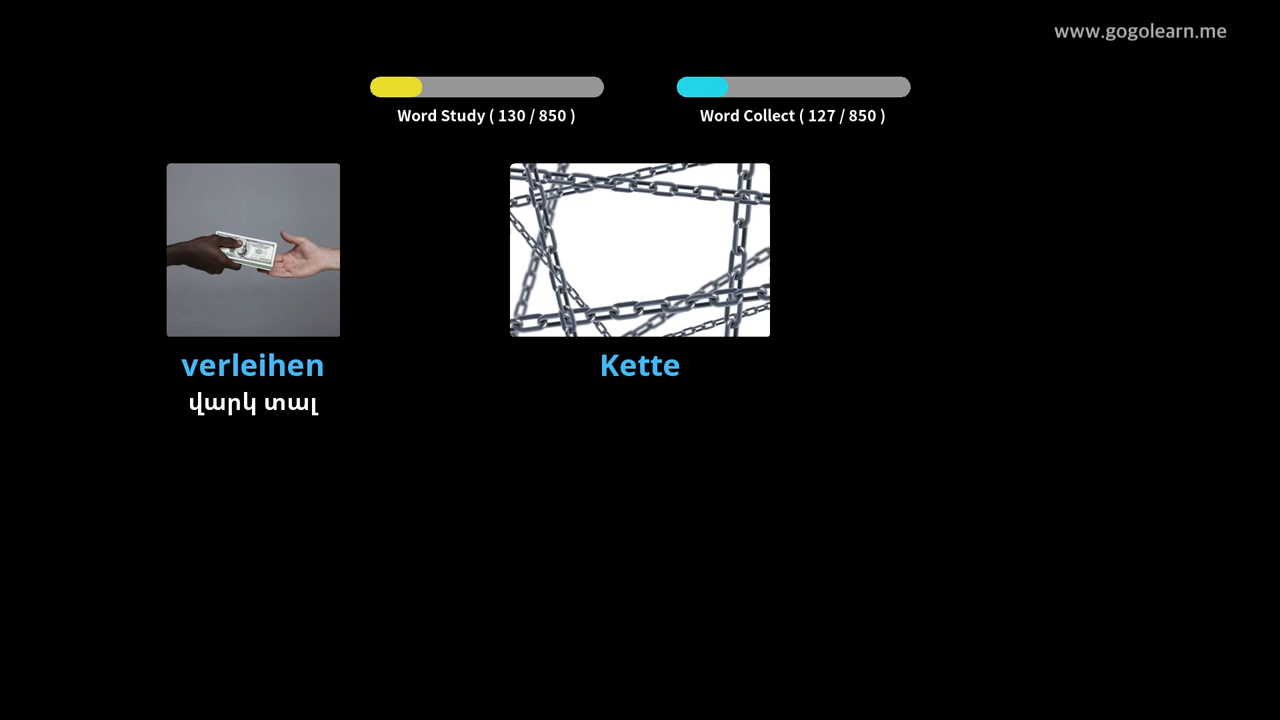 www.gogolearn.me
Word Study ( 130 / 850 )
Word Collect ( 127 / 850 )
verleihen
վարկ տալ
Kette